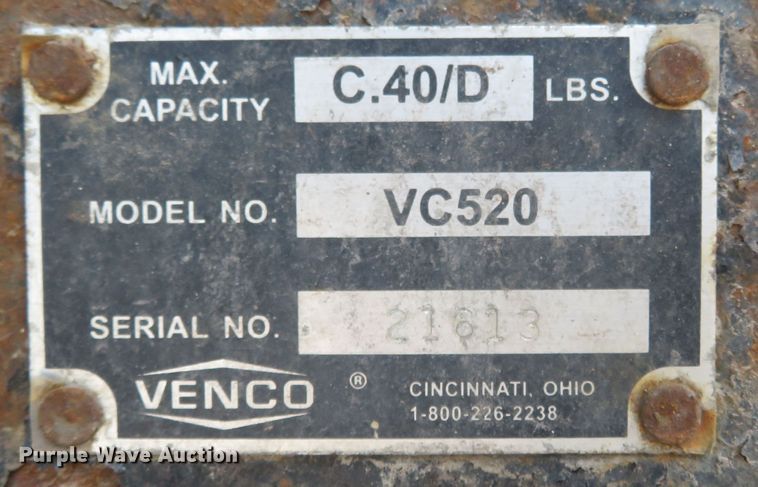 MAX. CAPACITY C.40/D LBS.
MODEL NO. VC520
SERIAL NO. 21613
VENCO ® CINCINNATI, OHIO
1-800-226-2238
Purple Wave Auction